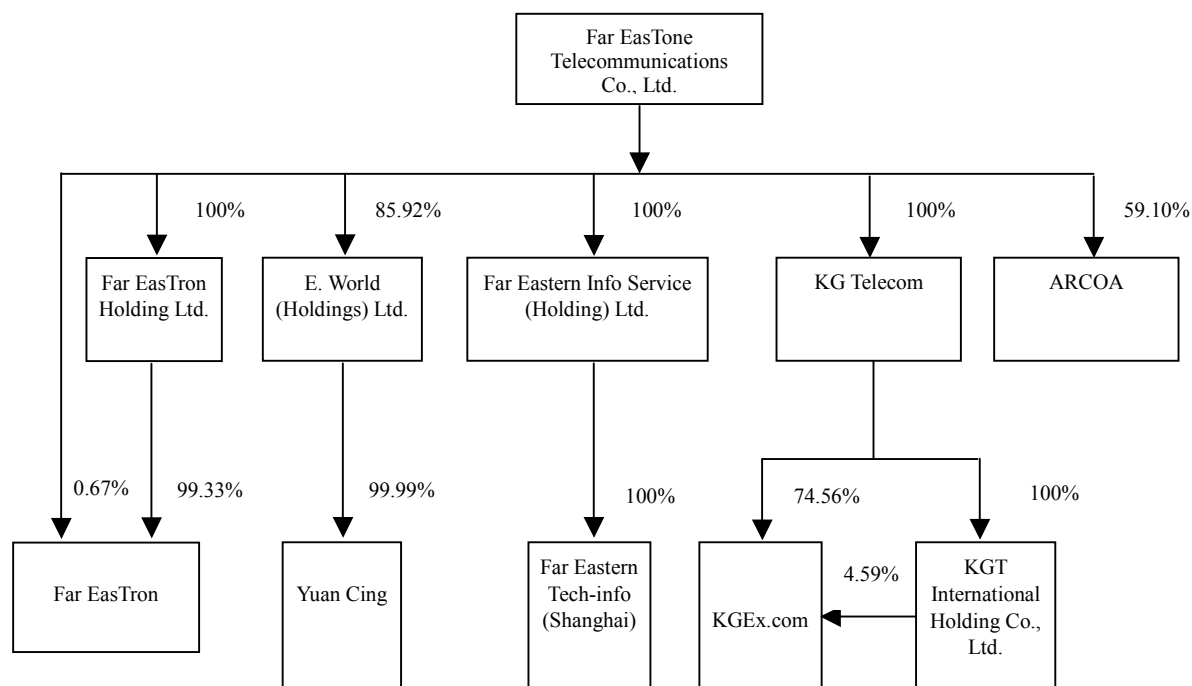 Far EasTone
Telecommunications
Co., Ltd.
100%
85.92%
100%
100%
59.10%
Far EasTron
Holding Ltd.
E. World
(Holdings) Ltd.
Far Eastern Info Service
(Holding) Ltd.
KG Telecom
ARCOA
0.67%
99.33%
99.99%
100%
74.56%
100%
Far EasTron
Yuan Cing
Far Eastern
Tech-info
(Shanghai)
KGEx.com
4.59%
KGT
International
Holding Co.,
Ltd.